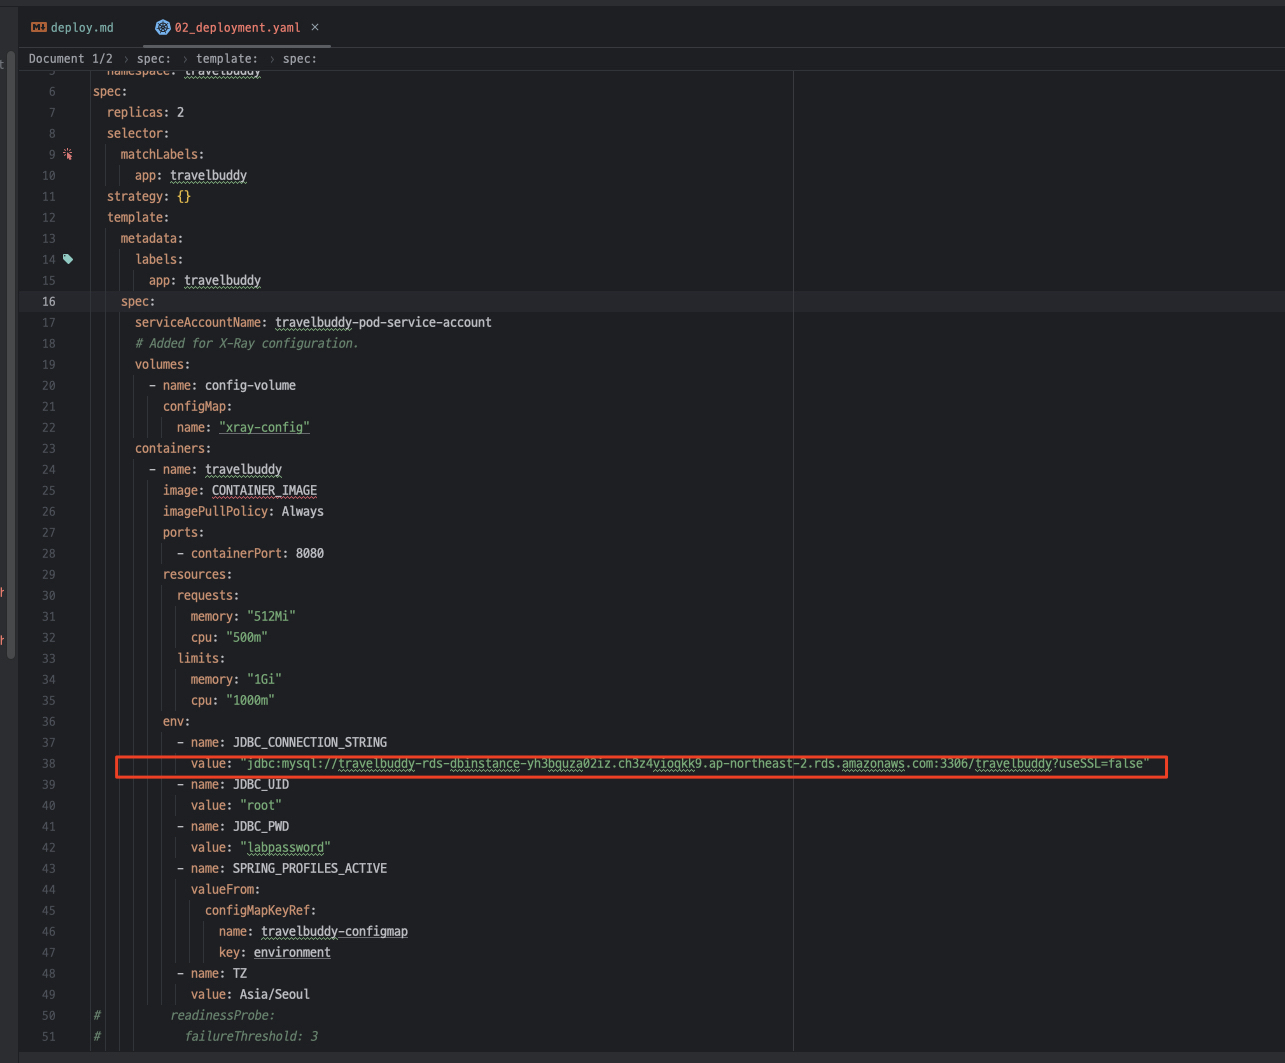 deploy.md
02_deployment.yaml ×
Document 1/2 › spec: › template: › spec:
5 namespace: travelbuddy
6 spec:
7 replicas: 2
8 selector:
9 matchLabels:
10 app: travelbuddy
11 strategy: {}
12 template:
13 metadata:
14 labels:
15 app: travelbuddy
16 spec:
17 serviceAccountName: travelbuddy-pod-service-account
18 # Added for X-Ray configuration.
19 volumes:
20 - name: config-volume
21 configMap:
22 name: "xray-config"
23 containers:
24 - name: travelbuddy
25 image: CONTAINER_IMAGE
26 imagePullPolicy: Always
27 ports:
28 - containerPort: 8080
29 resources:
30 requests:
31 memory: "512Mi"
32 cpu: "500m"
33 limits:
34 memory: "1Gi"
35 cpu: "1000m"
36 env:
37 - name: JDBC_CONNECTION_STRING
38 value: "jdbc:mysql://travelbuddy-rds-dbinstance-yh3bquza02iz.ch3z4yioqkk9.ap-northeast-2.rds.amazonaws.com:3306/travelbuddy?useSSL=false"
39 - name: JDBC_UID
40 value: "root"
41 - name: JDBC_PWD
42 value: "labpassword"
43 - name: SPRING_PROFILES_ACTIVE
44 valueFrom:
45 configMapKeyRef:
46 name: travelbuddy-configmap
47 key: environment
48 - name: TZ
49 value: Asia/Seoul
50 # readinessProbe:
51 # failureThreshold: 3